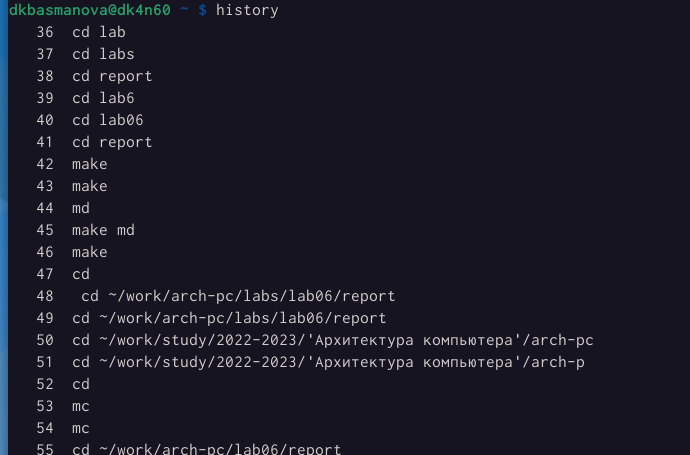 dkbasmanova@dk4n60 ~ $ history
36 cd lab
37 cd labs
38 cd report
39 cd lab6
40 cd lab06
41 cd report
42 make
43 make
44 md
45 make md
46 make
47 cd
48  cd ~/work/arch-pc/labs/lab06/report
49 cd ~/work/arch-pc/labs/lab06/report
50 cd ~/work/study/2022-2023/'Архитектура компьютера'/arch-pc
51 cd ~/work/study/2022-2023/'Архитектура компьютера'/arch-p
52 cd
53 mc
54 mc
55 cd ~/work/arch-pc/lab06/report